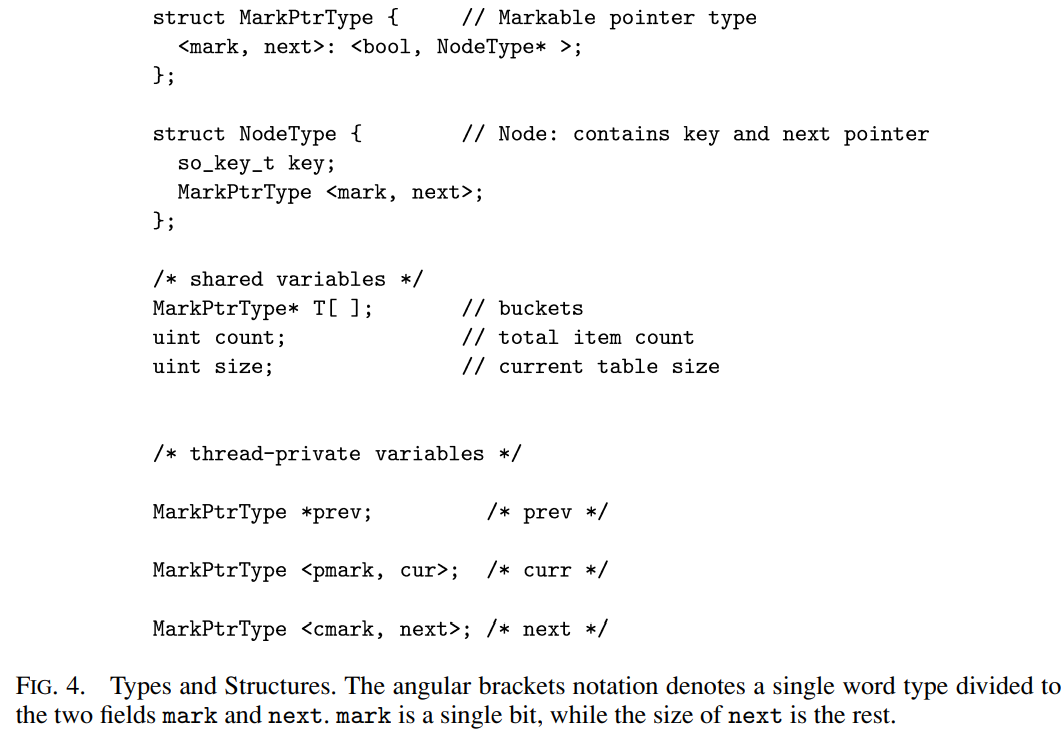 struct MarkPtrType {     // Markable pointer type
  <mark, next>: <bool, NodeType* >;
};
struct NodeType {        // Node: contains key and next pointer
  so_key_t key;
  MarkPtrType <mark, next>;
};
/* shared variables */
MarkPtrType* T[ ];       // buckets
uint count;              // total item count
uint size;               // current table size
/* thread-private variables */
MarkPtrType *prev;         /* prev */
MarkPtrType <pmark, cur>;  /* curr */
MarkPtrType <cmark, next>; /* next */
FIG. 4. Types and Structures. The angular brackets notation denotes a single word type divided to
the two fields mark and next. mark is a single bit, while the size of next is the rest.